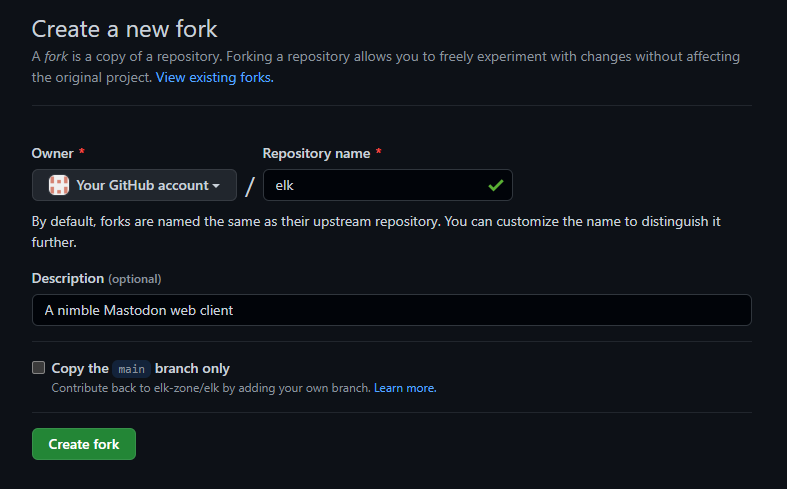 Create a new fork
A fork is a copy of a repository. Forking a repository allows you to freely experiment with changes without affecting
the original project. View existing forks.
Owner * Repository name *
Your GitHub account / elk
By default, forks are named the same as their upstream repository. You can customize the name to distinguish it
further.
Description (optional)
A nimble Mastodon web client
Copy the main branch only
Contribute back to elk-zone/elk by adding your own branch. Learn more.
Create fork